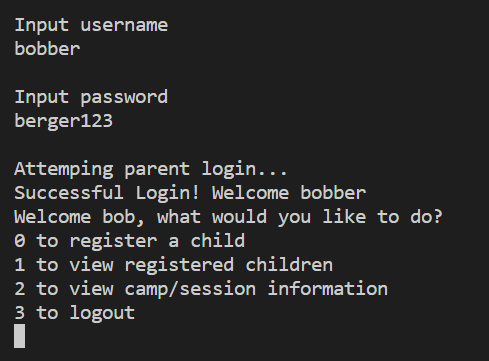 Input username
bobber
Input password
berger123
Attemping parent login...
Successful Login! Welcome bobber
Welcome bob, what would you like to do?
0 to register a child
1 to view registered children
2 to view camp/session information
3 to logout